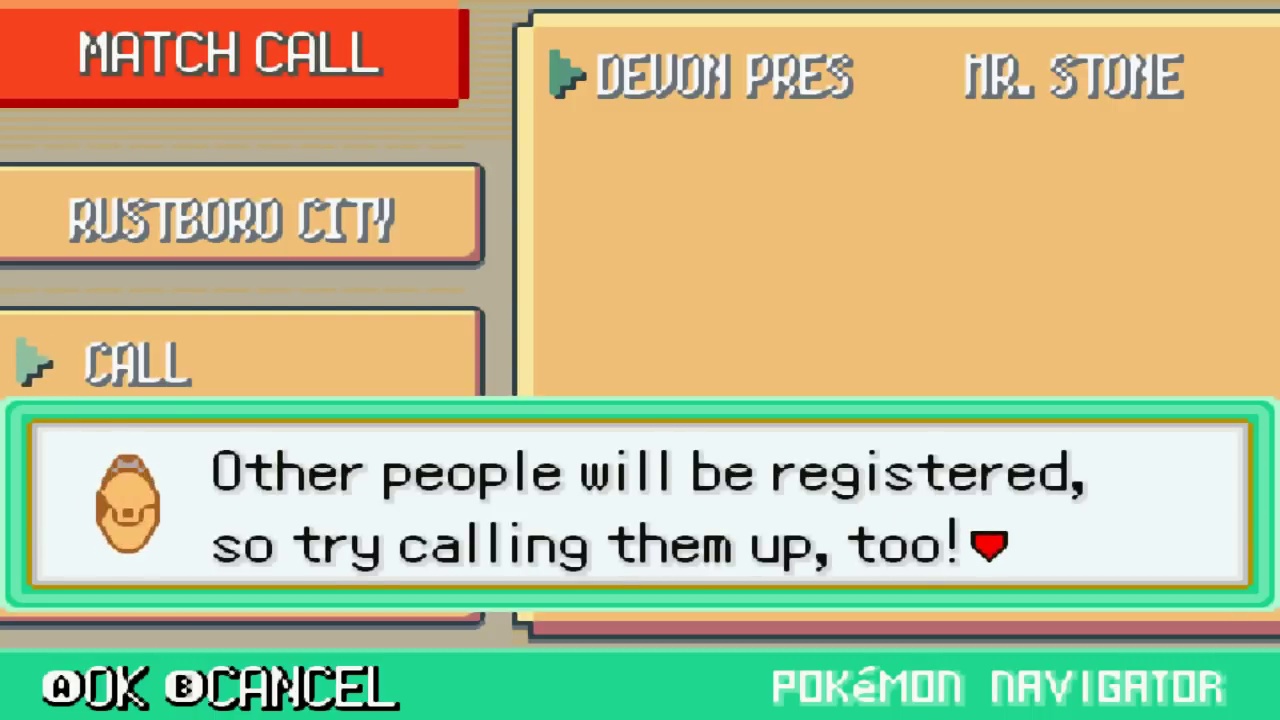 MATCH CALL
DEVON PRES MR. STONE
RUSTBORO CITY
CALL
Other people will be registered,
so try calling them up, too!♥
ⒶOK ⒷCANCEL
POKéMON NAVIGATOR